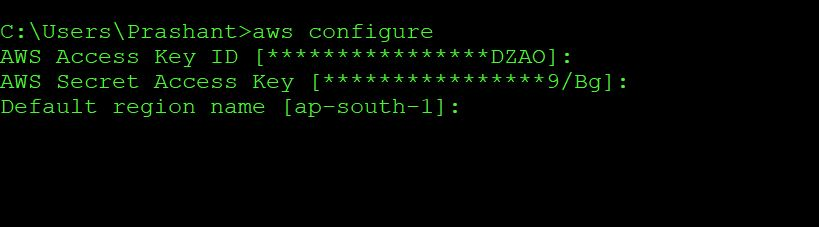 C:\Users\Prashant>aws configure
AWS Access Key ID [****************DZAO]:
AWS Secret Access Key [****************9/Bg]:
Default region name [ap-south-1]: